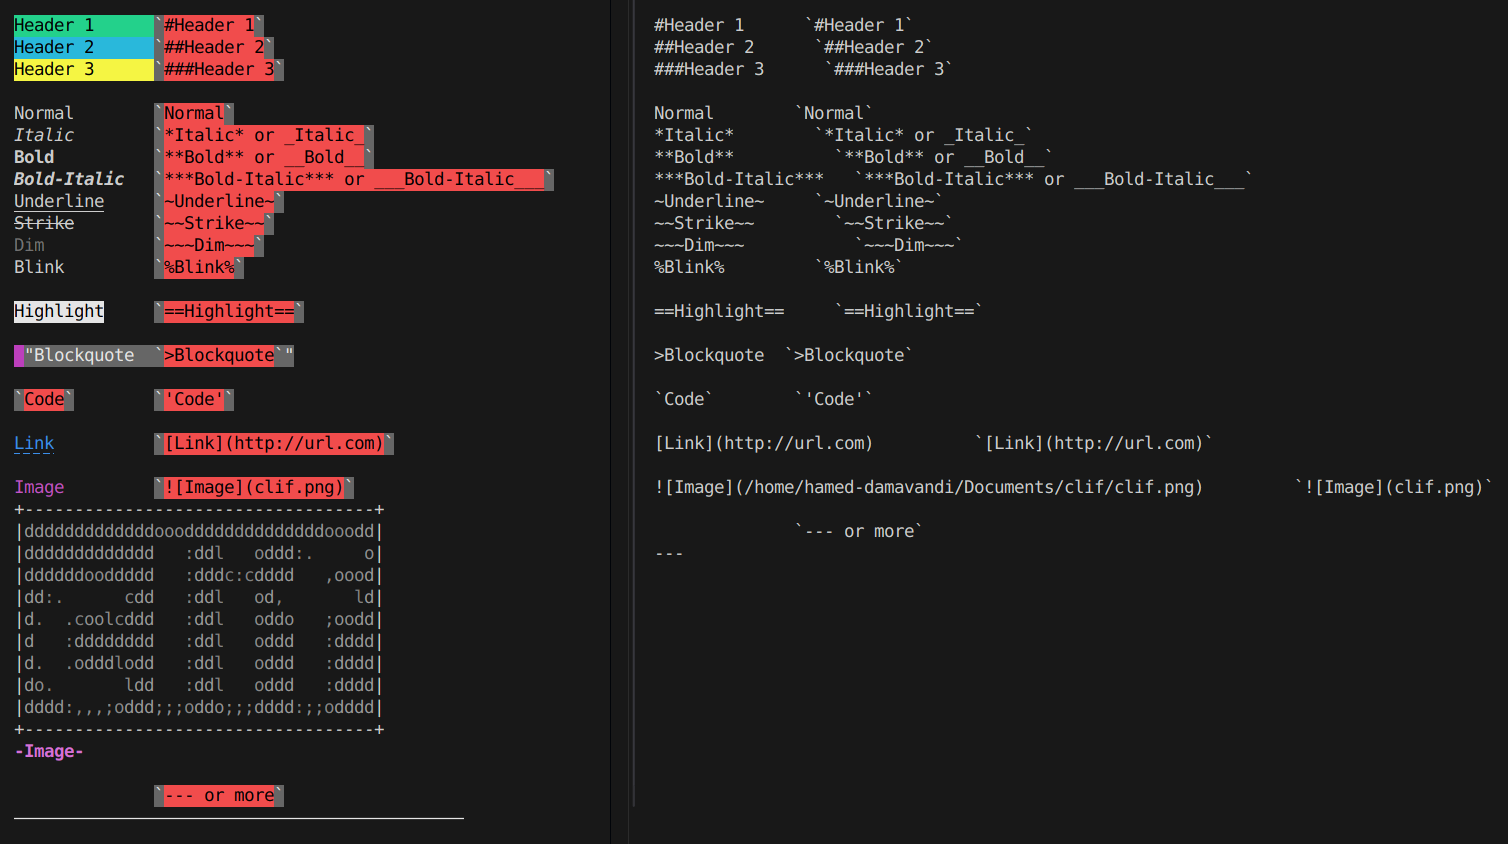 Header 1      `#Header 1`
Header 2      `##Header 2`
Header 3      `###Header 3`
Normal        `Normal`
Italic        `*Italic* or _Italic_`
Bold          `**Bold** or __Bold__`
Bold-Italic   `***Bold-Italic*** or ___Bold-Italic___`
Underline     `~Underline~`
Strike        `~~Strike~~`
Dim           `~~~Dim~~~`
Blink         `%Blink%`
Highlight     `==Highlight==`
"Blockquote  `>Blockquote`"
`Code`        `'Code'`
Link          `[Link](http://url.com)`
Image         `![Image](clif.png)`
+-----------------------------------+
|dddddddddddddoooddddddddddddddooodd|
|ddddddddddddd   :ddl   oddd:.     o|
|ddddddooddddd   :dddc:cdddd   ,oood|
|dd:.      cdd   :ddl   od,       ld|
|d.  .coolcddd   :ddl   oddo   ;oodd|
|d   :dddddddd   :ddl   oddd   :dddd|
|d.  .odddlodd   :ddl   oddd   :dddd|
|do.       ldd   :ddl   oddd   :dddd|
|dddd:,,,;oddd;;;oddo;;;dddd:;;odddd|
+-----------------------------------+
-Image-
`--- or more`
#Header 1      `#Header 1`
##Header 2      `##Header 2`
###Header 3      `###Header 3`
Normal        `Normal`
*Italic*        `*Italic* or _Italic_`
**Bold**          `**Bold** or __Bold__`
***Bold-Italic***   `***Bold-Italic*** or ___Bold-Italic___`
~Underline~     `~Underline~`
~~Strike~~        `~~Strike~~`
~~~Dim~~~           `~~~Dim~~~`
%Blink%         `%Blink%`
==Highlight==     `==Highlight==`
>Blockquote  `>Blockquote`
`Code`        `'Code'`
[Link](http://url.com)          `[Link](http://url.com)`
![Image](/home/hamed-damavandi/Documents/clif/clif.png)         `![Image](clif.png)`
`--- or more`
---